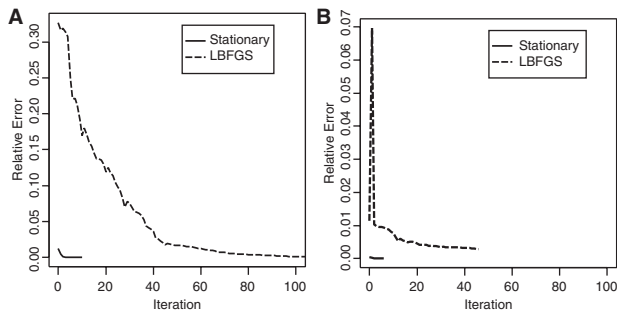 A
Relative Error
0.00 0.05 0.10 0.15 0.20 0.25 0.30
Stationary
LBFGS
0 20 40 60 80 100
Iteration
B
Relative Error
0.00 0.01 0.02 0.03 0.04 0.05 0.06 0.07
Stationary
LBFGS
0 20 40 60 80 100
Iteration